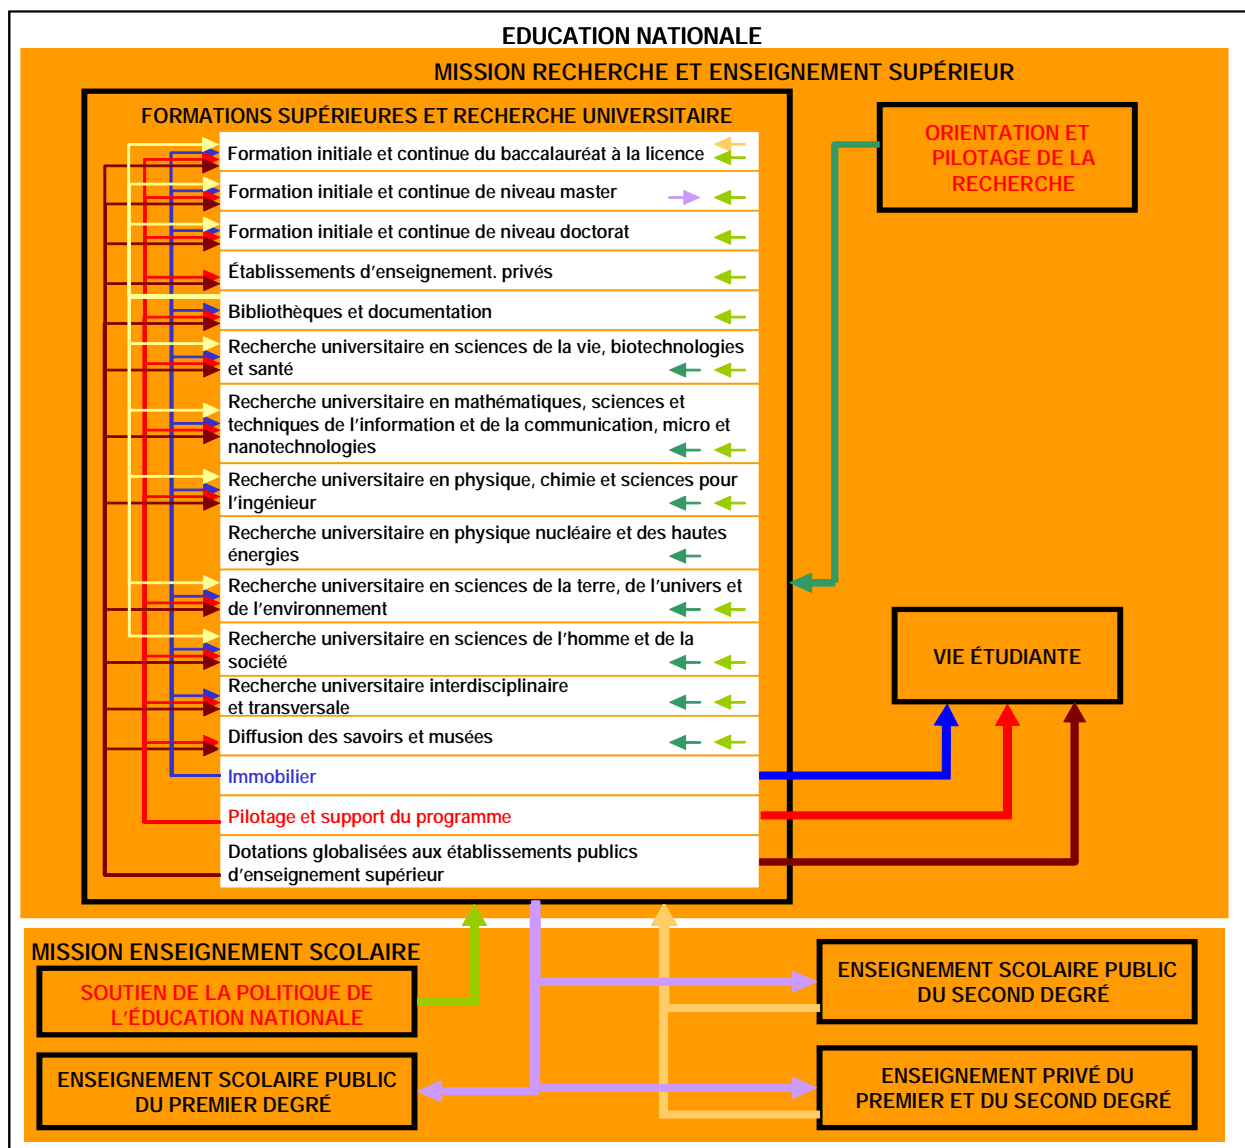 EDUCATION NATIONALE
MISSION RECHERCHE ET ENSEIGNEMENT SUPÉRIEUR
FORMATIONS SUPÉRIEURES ET RECHERCHE UNIVERSITAIRE
Formation initiale et continue du baccalauréat à la licence
Formation initiale et continue de niveau master
Formation initiale et continue de niveau doctorat
Établissements d'enseignement. privés
Bibliothèques et documentation
Recherche universitaire en sciences de la vie, biotechnologies
et santé
Recherche universitaire en mathématiques, sciences et
techniques de l'information et de la communication, micro et
nanotechnologies
Recherche universitaire en physique, chimie et sciences pour
l'ingénieur
Recherche universitaire en physique nucléaire et des hautes
énergies
Recherche universitaire en sciences de la terre, de l'univers et
de l'environnement
Recherche universitaire en sciences de l'homme et de la
société
Recherche universitaire interdisciplinaire
et transversale
Diffusion des savoirs et musées
Immobilier
Pilotage et support du programme
Dotations globalisées aux établissements publics
d'enseignement supérieur
ORIENTATION ET
PILOTAGE DE LA
RECHERCHE
VIE ÉTUDIANTE
MISSION ENSEIGNEMENT SCOLAIRE
SOUTIEN DE LA POLITIQUE DE
L'ÉDUCATION NATIONALE
ENSEIGNEMENT SCOLAIRE PUBLIC
DU PREMIER DEGRÉ
ENSEIGNEMENT SCOLAIRE PUBLIC
DU SECOND DEGRÉ
ENSEIGNEMENT PRIVÉ DU
PREMIER ET DU SECOND DEGRÉ